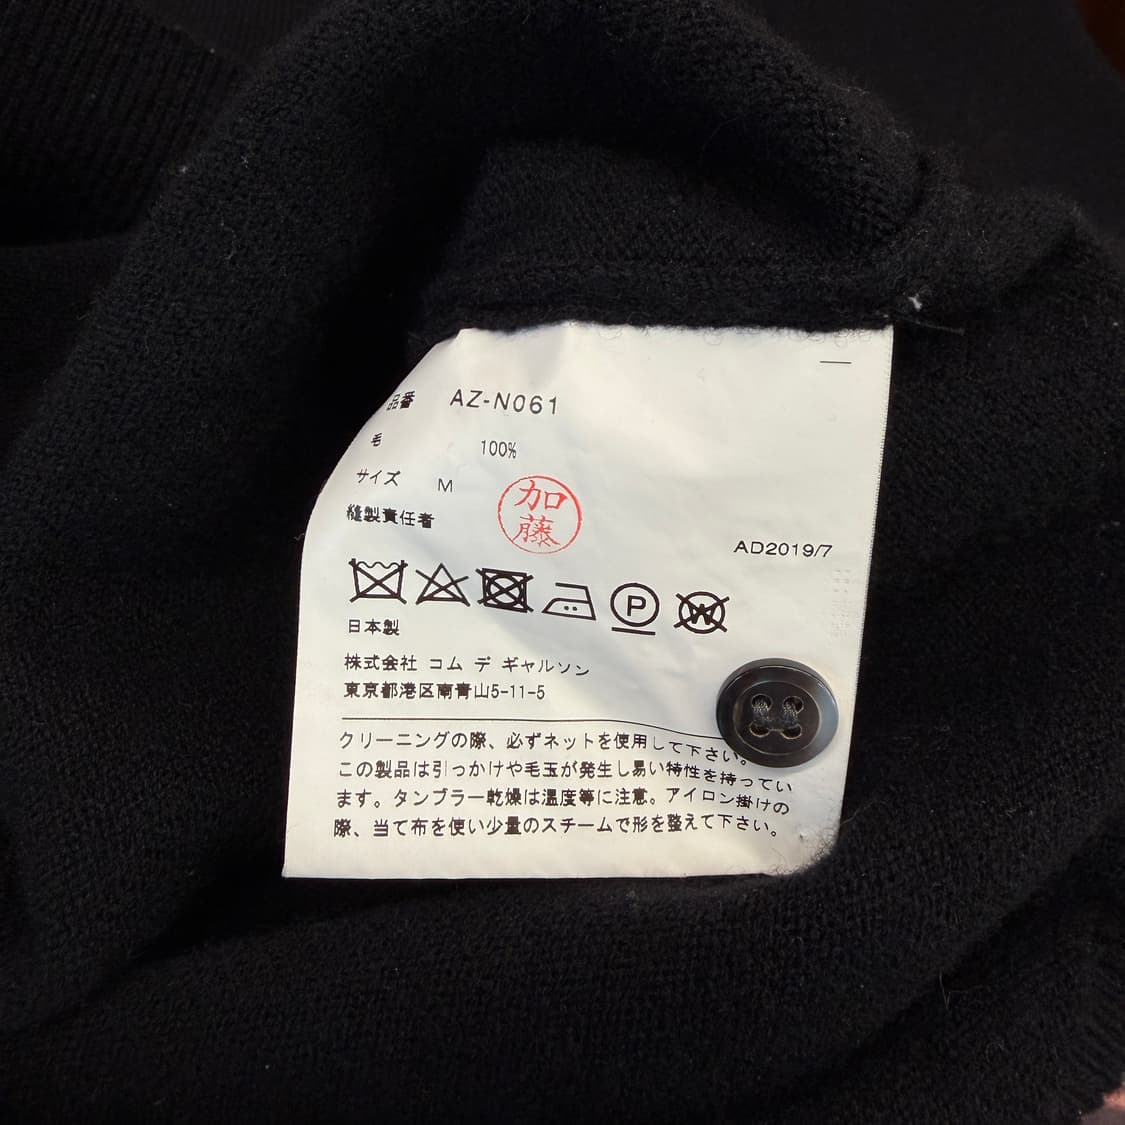 品番 AZ-N061
毛 100%
サイズ M
縫製責任者 加藤
AD2019/7
P W
日本製
株式会社 コム デ ギャルソン
東京都港区南青山5-11-5
クリーニングの際、必ずネットを使用して下さい。
この製品は引っかけや毛玉が発生し易い特性を持ってい
ます。タンブラー乾燥は温度等に注意。アイロン掛けの
際、当て布を使い少量のスチームで形を整えて下さい。